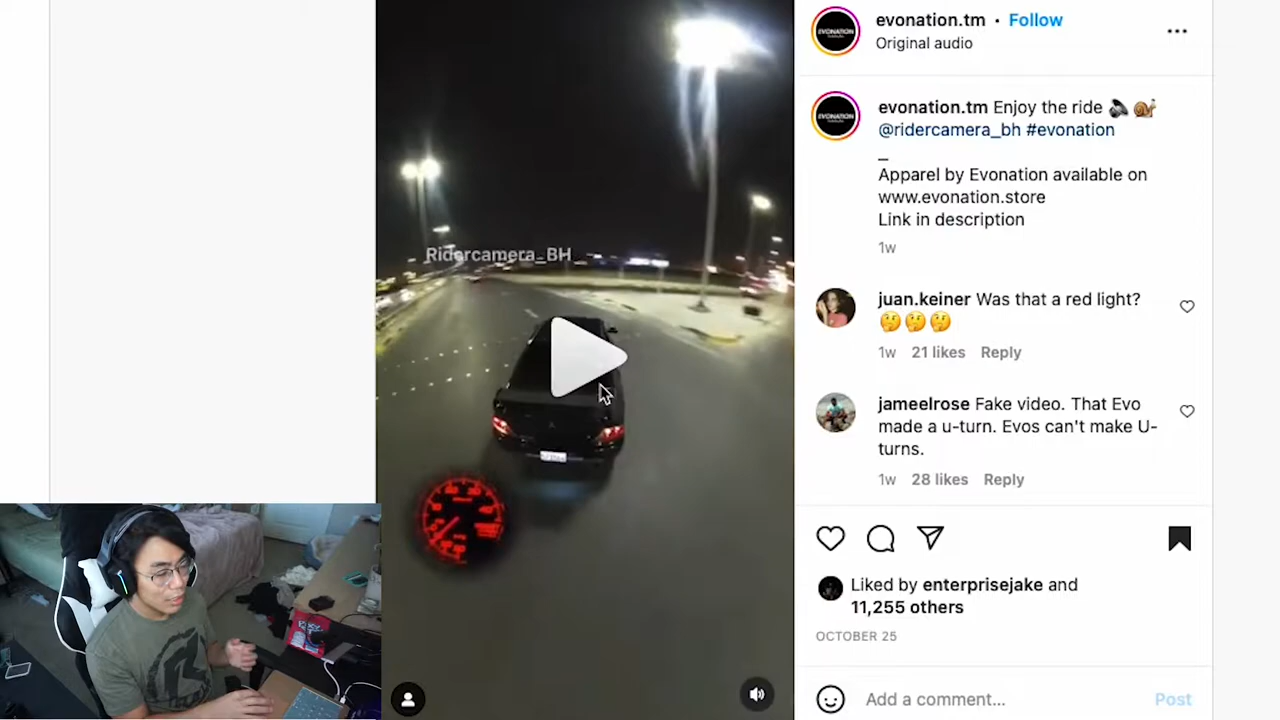 Ridercamera_BH
evonation.tm • Follow
Original audio
evonation.tm Enjoy the ride
@ridercamera_bh #evonation
_
Apparel by Evonation available on
www.evonation.store
Link in description
1w
juan.keiner Was that a red light?
🤔🤔🤔
1w 21 likes Reply
jameelrose Fake video. That Evo
made a u-turn. Evos can't make U-
turns.
1w 28 likes Reply
Liked by enterprisejake and
11,255 others
OCTOBER 25
Add a comment... Post